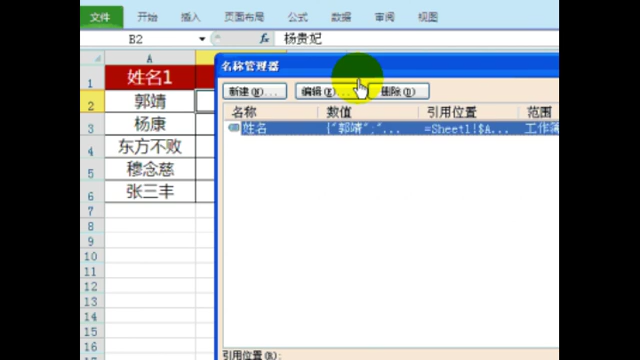 文件 开始 插入 页面布局 公式 数据 审阅 视图
B2 fx 杨贵妃
A
名称管理器
1 姓名1
新建(N)... 编辑(E)... 删除(D)
2 郭靖
名称 数值 引用位置 范围
姓名 {"郭靖";"... =Sheet1!$A... 工作簿
3 杨康
4 东方不败
5 穆念慈
6 张三丰
7
8
9
10
11
12
13
14
15
16
引用位置(R):